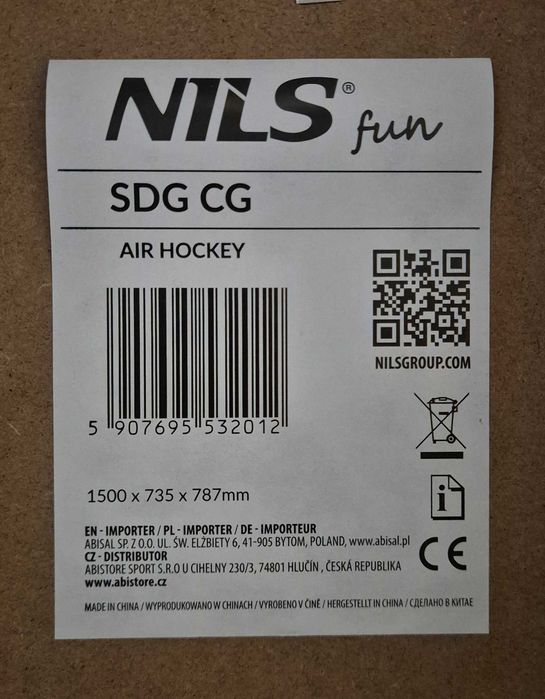 NILS® fun
SDG CG
AIR HOCKEY
NILSGROUP.COM
5 907695 532012
1500 x 735 x 787mm
EN - IMPORTER / PL - IMPORTER / DE - IMPORTEUR
ABISAL SP. Z O.O. UL. ŚW. ELŻBIETY 6, 41-905 BYTOM, POLAND, www.abisal.pl
CZ - DISTRIBUTOR
ABISTORE SPORT S.R.O U CIHELNY 230/3, 74801 HLUČÍN , ČESKÁ REPUBLIKA
www.abistore.cz
CE
MADE IN CHINA / WYPRODUKOWANO W CHINACH / VYROBENO V ČÍNĚ / HERGESTELLT IN CHINA / СДЕЛАНО В КИТАЕ